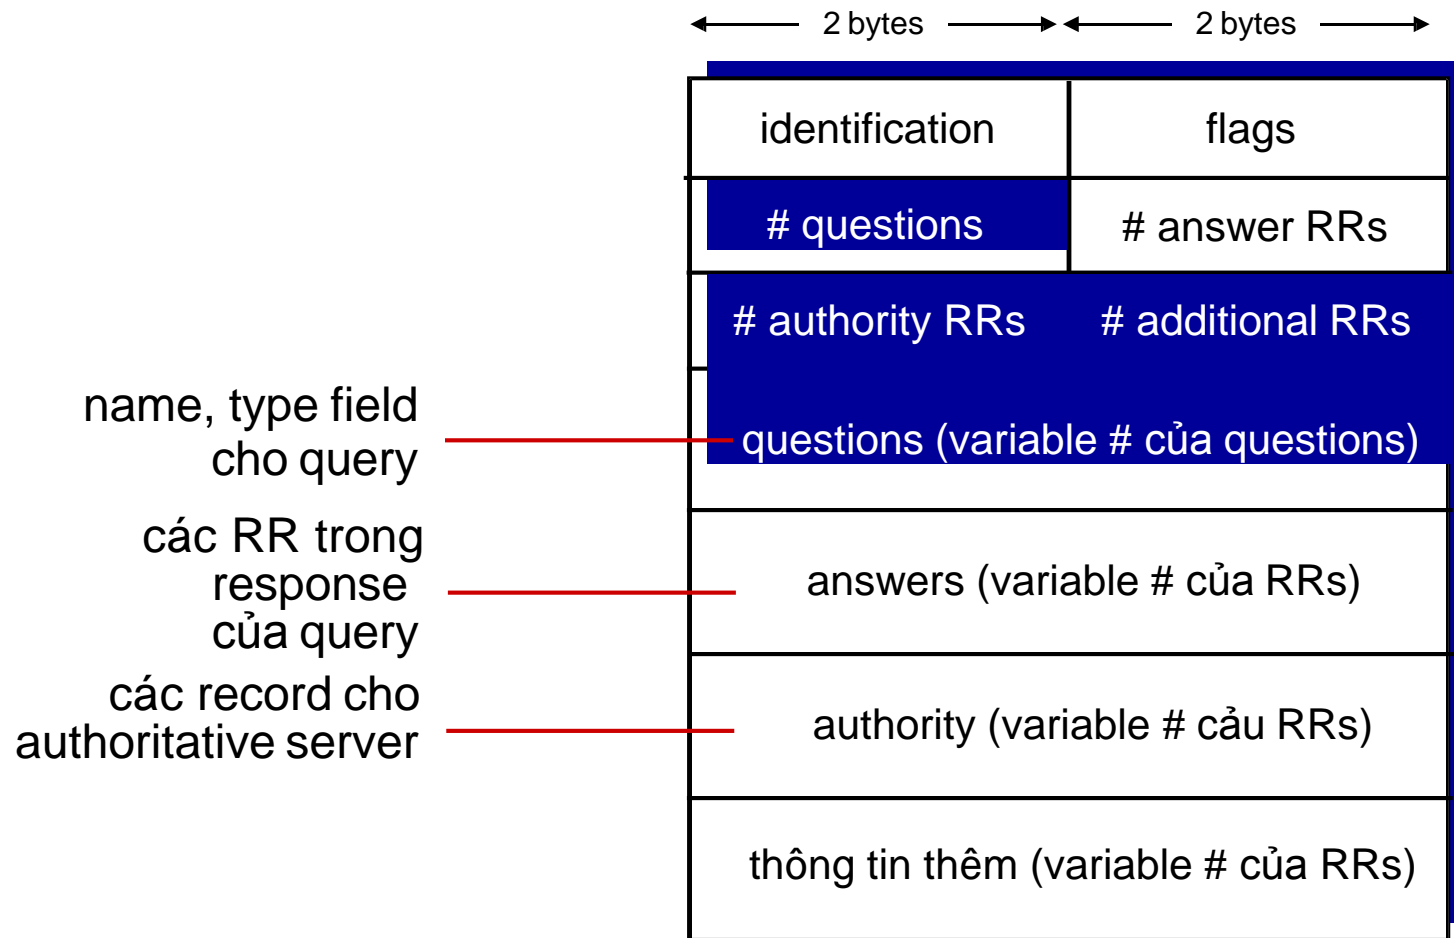 2 bytes 2 bytes
identification flags
# questions # answer RRs
# authority RRs # additional RRs
name, type field
cho query
questions (variable # của questions)
các RR trong
response
của query
answers (variable # của RRs)
các record cho
authoritative server
authority (variable # cảu RRs)
thông tin thêm (variable # của RRs)